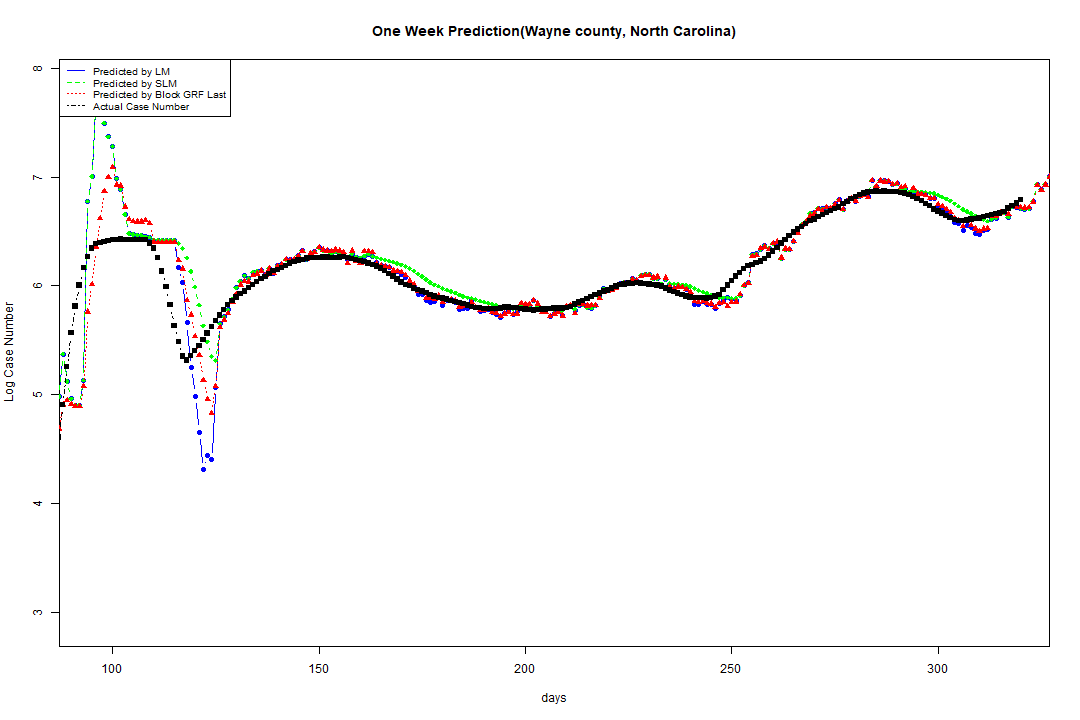 One Week Prediction(Wayne county, North Carolina)
Predicted by LM
Predicted by SLM
Predicted by Block GRF Last
Actual Case Number
8
7
6
5
4
3
Log Case Number
100 150 200 250 300
days